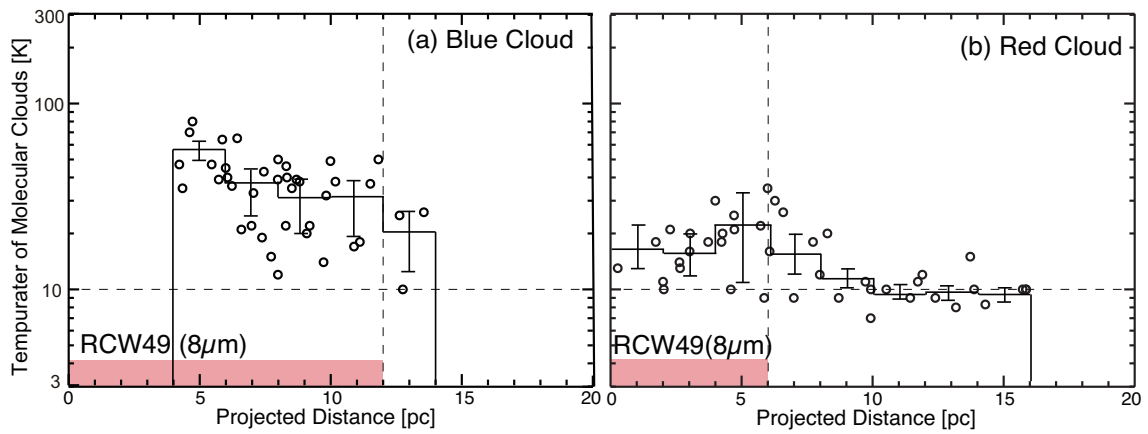 Tempurater of Molecular Clouds [K]
300
100
10
3
(a) Blue Cloud
RCW49 (8μm)
0 5 10 15 20
Projected Distance [pc]
(b) Red Cloud
RCW49(8μm)
0 5 10 15 20
Projected Distance [pc]